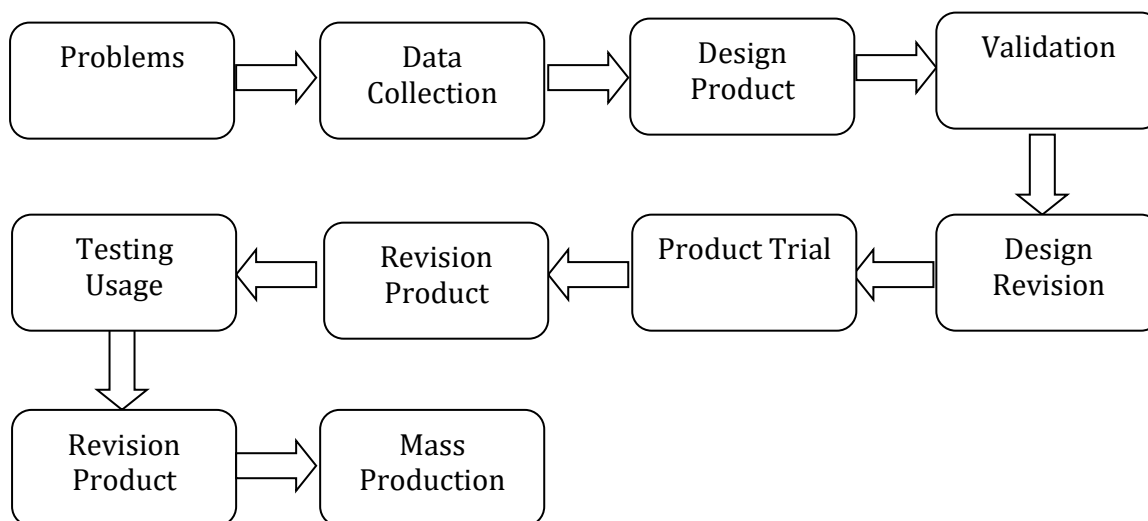 Problems
Data
Collection
Design
Product
Validation
Testing
Usage
Revision
Product
Product Trial
Design
Revision
Revision
Product
Mass
Production